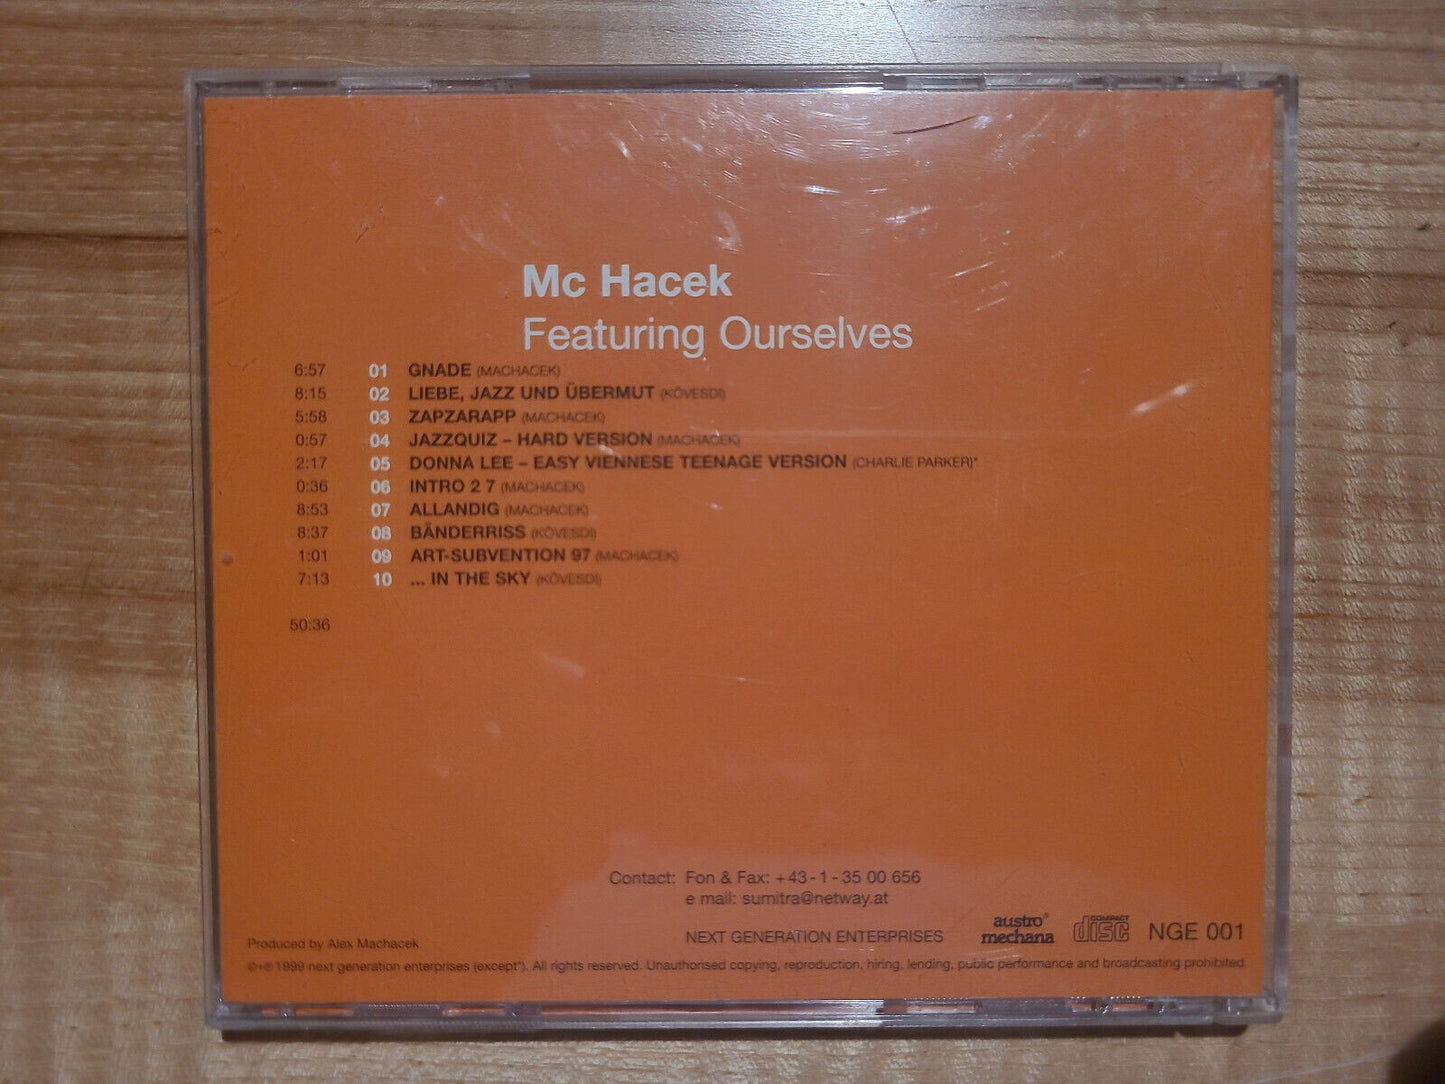 Mc Hacek
Featuring Ourselves
6:57 01 GNADE (MACHACEK)
8:15 02 LIEBE, JAZZ UND ÜBERMUT (KÖVESDI)
5:58 03 ZAPZARAPP (MACHACEK)
0:57 04 JAZZQUIZ – HARD VERSION (MACHACEK)
2:17 05 DONNA LEE – EASY VIENNESE TEENAGE VERSION (CHARLIE PARKER)*
0:36 06 INTRO 2 7 (MACHACEK)
8:53 07 ALLANDIG (MACHACEK)
8:37 08 BÄNDERRISS (KÖVESDI)
1:01 09 ART-SUBVENTION 97 (MACHACEK)
7:13 10 ... IN THE SKY (KÖVESDI)
50:36
Contact: Fon & Fax: +43-1-35 00 656
e mail: sumitra@netway.at
Produced by Alex Machacek
NEXT GENERATION ENTERPRISES
austro® mechana
COMPACT disc
NGE 001
©+℗ 1999 next generation enterprises (except*). All rights reserved. Unauthorised copying, reproduction, hiring, lending, public performance and broadcasting prohibited.